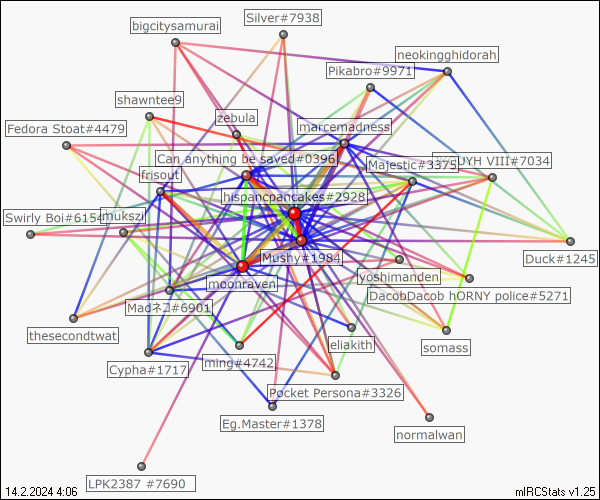 Silver#7938
bigcitysamurai
neokingghidorah
Pikabro#9971
shawntee9
zebula
marcemadness
Fedora Stoat#4479
Can anything be saved#0396
Majestic#3375
UYH VIII#7034
frisout
hispancpancakes#2928
Swirly Boi#6154
mukszi
Mushy#1984
Duck#1245
yoshimanden
moonraven
DacobDacob hORNY police#5271
Madネコ#6901
thesecondtwat
eliakith
somass
ming#4742
Cypha#1717
Pocket Persona#3326
Eg.Master#1378
normalwan
LPK2387 #7690
14.2.2024 4:06
mIRCStats v1.25